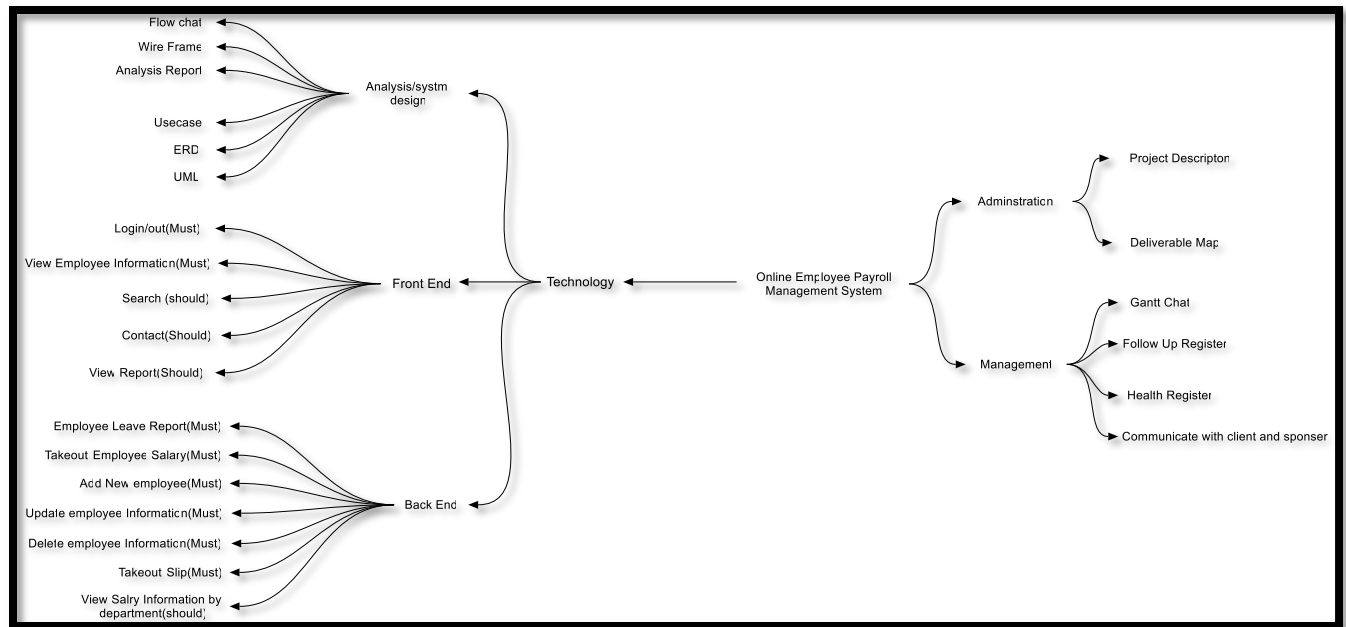 Flow chat
Wire Frame
Analysis Report
Usecase
ERD
UML
Analysis/systm
design
Login/out(Must)
View Employee Information(Must)
Search (should)
Contact(Should)
View Report(Should)
Front End
Employee Leave Report(Must)
Takeout Employee Salary(Must)
Add New employee(Must)
Update employee Information(Must)
Delete employee Information(Must)
Takeout Slip(Must)
View Salry Information by
department(should)
Back End
Technology
Online Employee Payroll
Management System
Adminstration
Project Descripton
Deliverable Map
Management
Gantt Chat
Follow Up Register
Health Register
Communicate with client and sponser